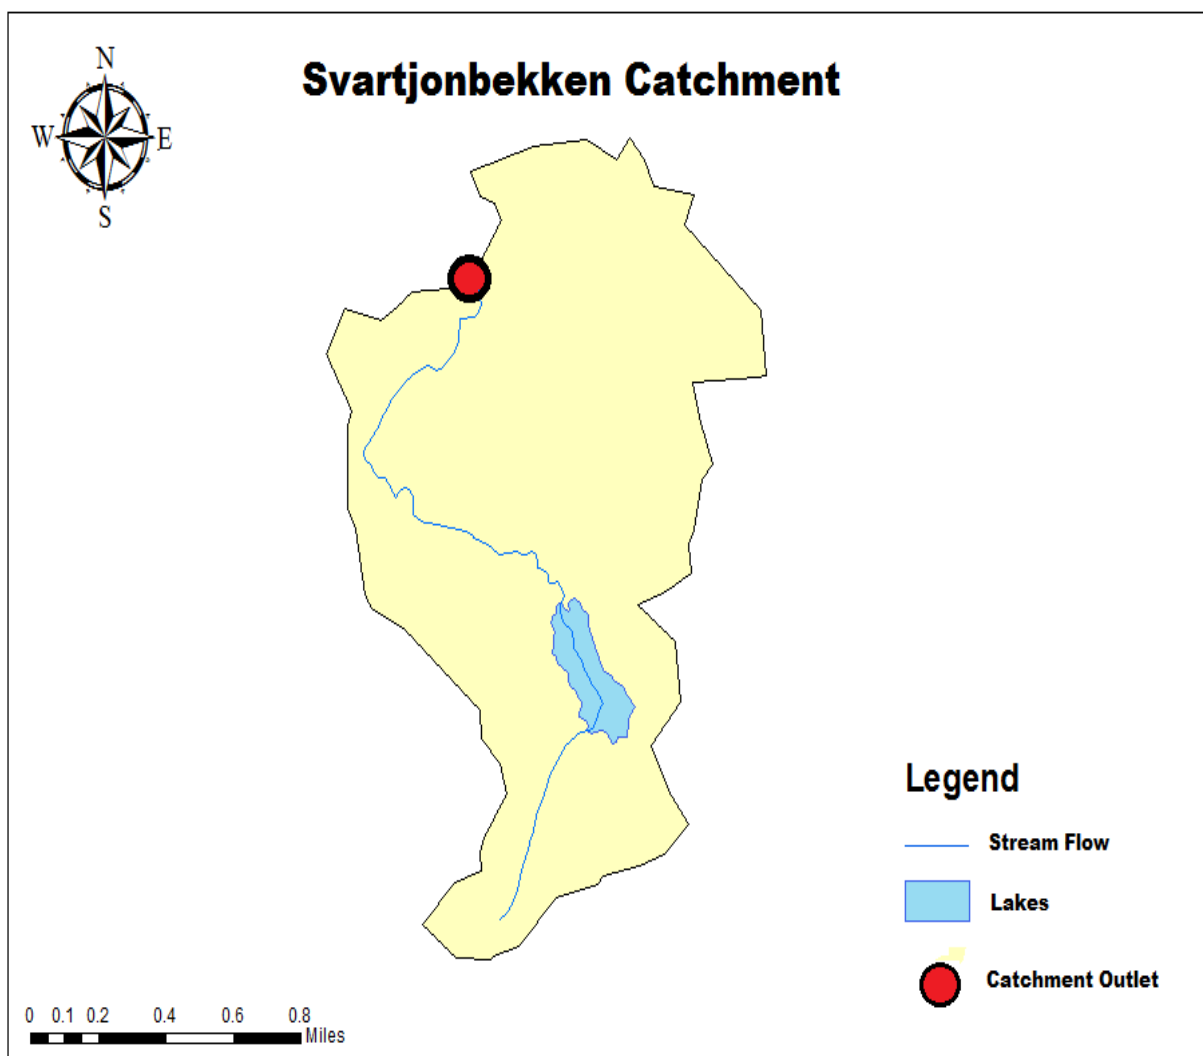 Svartjonbekken Catchment
N
W E
S
Legend
Stream Flow
Lakes
Catchment Outlet
0 0.1 0.2 0.4 0.6 0.8
Miles